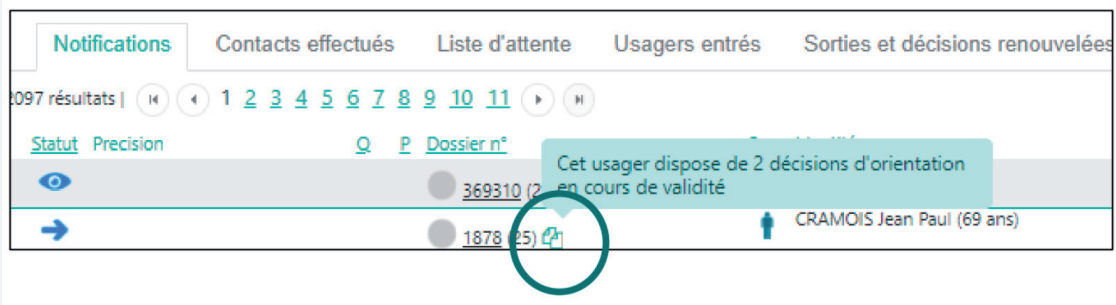 Notifications Contacts effectués Liste d'attente Usagers entrés Sorties et décisions renouvelées
2097 résultats | 1 2 3 4 5 6 7 8 9 10 11
Statut Precision Q P Dossier n°
Cet usager dispose de 2 décisions d'orientation
en cours de validité
369310 (2
1878 (25) CRAMOIS Jean Paul (69 ans)